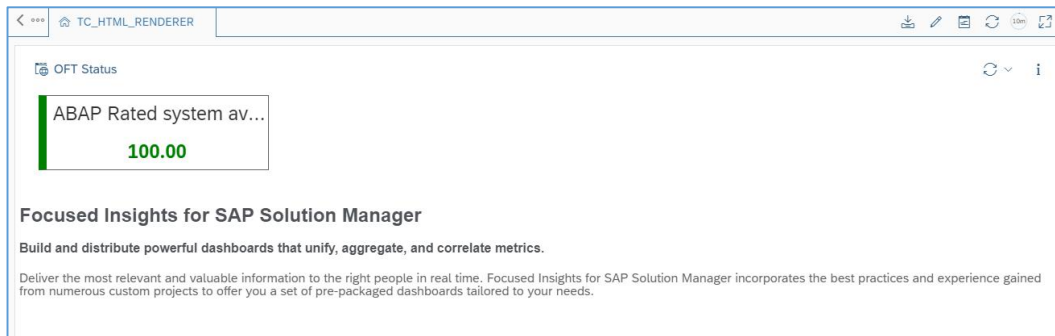 TC_HTML_RENDERER
10m
OFT Status
i
ABAP Rated system av...
100.00
Focused Insights for SAP Solution Manager
Build and distribute powerful dashboards that unify, aggregate, and correlate metrics.
Deliver the most relevant and valuable information to the right people in real time. Focused Insights for SAP Solution Manager incorporates the best practices and experience gained
from numerous custom projects to offer you a set of pre-packaged dashboards tailored to your needs.